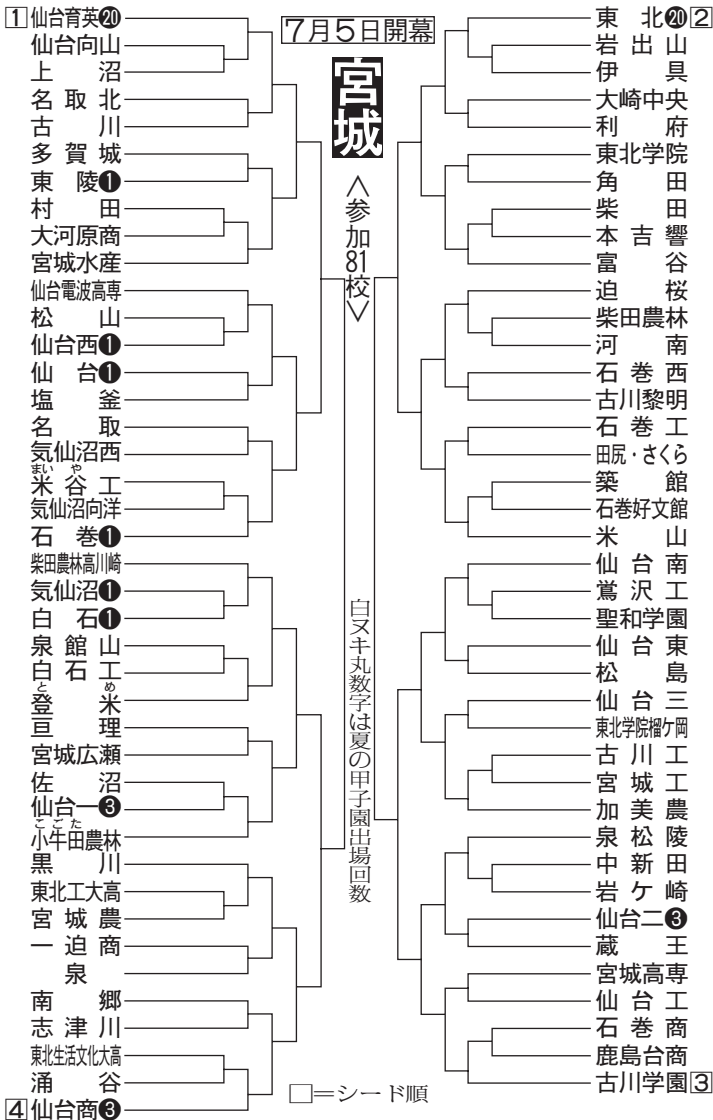 7月5日開幕
宮城
〈参加81校〉
1 仙台育英⓴
仙台向山
上沼
名取北
古川
多賀城
東陵❶
村田
大河原商
宮城水産
仙台電波高専
松山
仙台西❶
仙台❶
塩釜
名取
気仙沼西
まいや
米谷工
気仙沼向洋
石巻❶
柴田農林高川崎
気仙沼❶
白石❶
泉館山
白石工
とめ
登米
亘理
宮城広瀬
佐沼
仙台一❸
こごた
小牛田農林
黒川
東北工大高
宮城農
一迫商
泉
南郷
志津川
東北生活文化大高
涌谷
4 仙台商❸
東北⓴ 2
岩出山
伊具
大崎中央
利府
東北学院
角田
柴田
本吉響
富谷
迫桜
柴田農林
河南
石巻西
古川黎明
石巻工
田尻・さくら
築館
石巻好文館
米山
仙台南
鶯沢工
聖和学園
仙台東
松島
仙台三
東北学院榴ケ岡
古川工
宮城工
加美農
泉松陵
中新田
岩ケ崎
仙台二❸
蔵王
宮城高専
仙台工
石巻商
鹿島台商
古川学園 3
白ヌキ丸数字は夏の甲子園出場回数
□=シード順